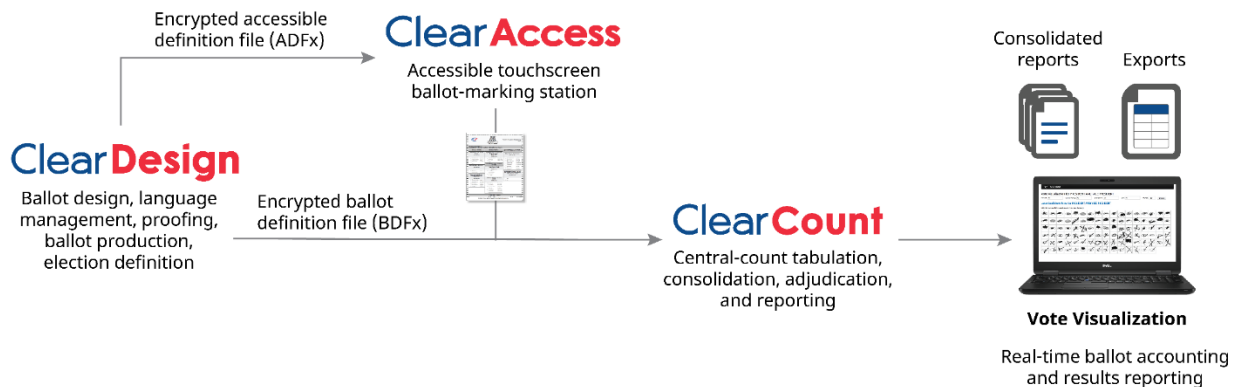 Encrypted accessible
definition file (ADFx)
ClearAccess
Accessible touchscreen
ballot-marking station
Consolidated
reports
Exports
ClearDesign
Ballot design, language
management, proofing,
ballot production,
election definition
Encrypted ballot
definition file (BDFx)
ClearCount
Central-count tabulation,
consolidation, adjudication,
and reporting
DELL
Vote Visualization
Real-time ballot accounting
and results reporting